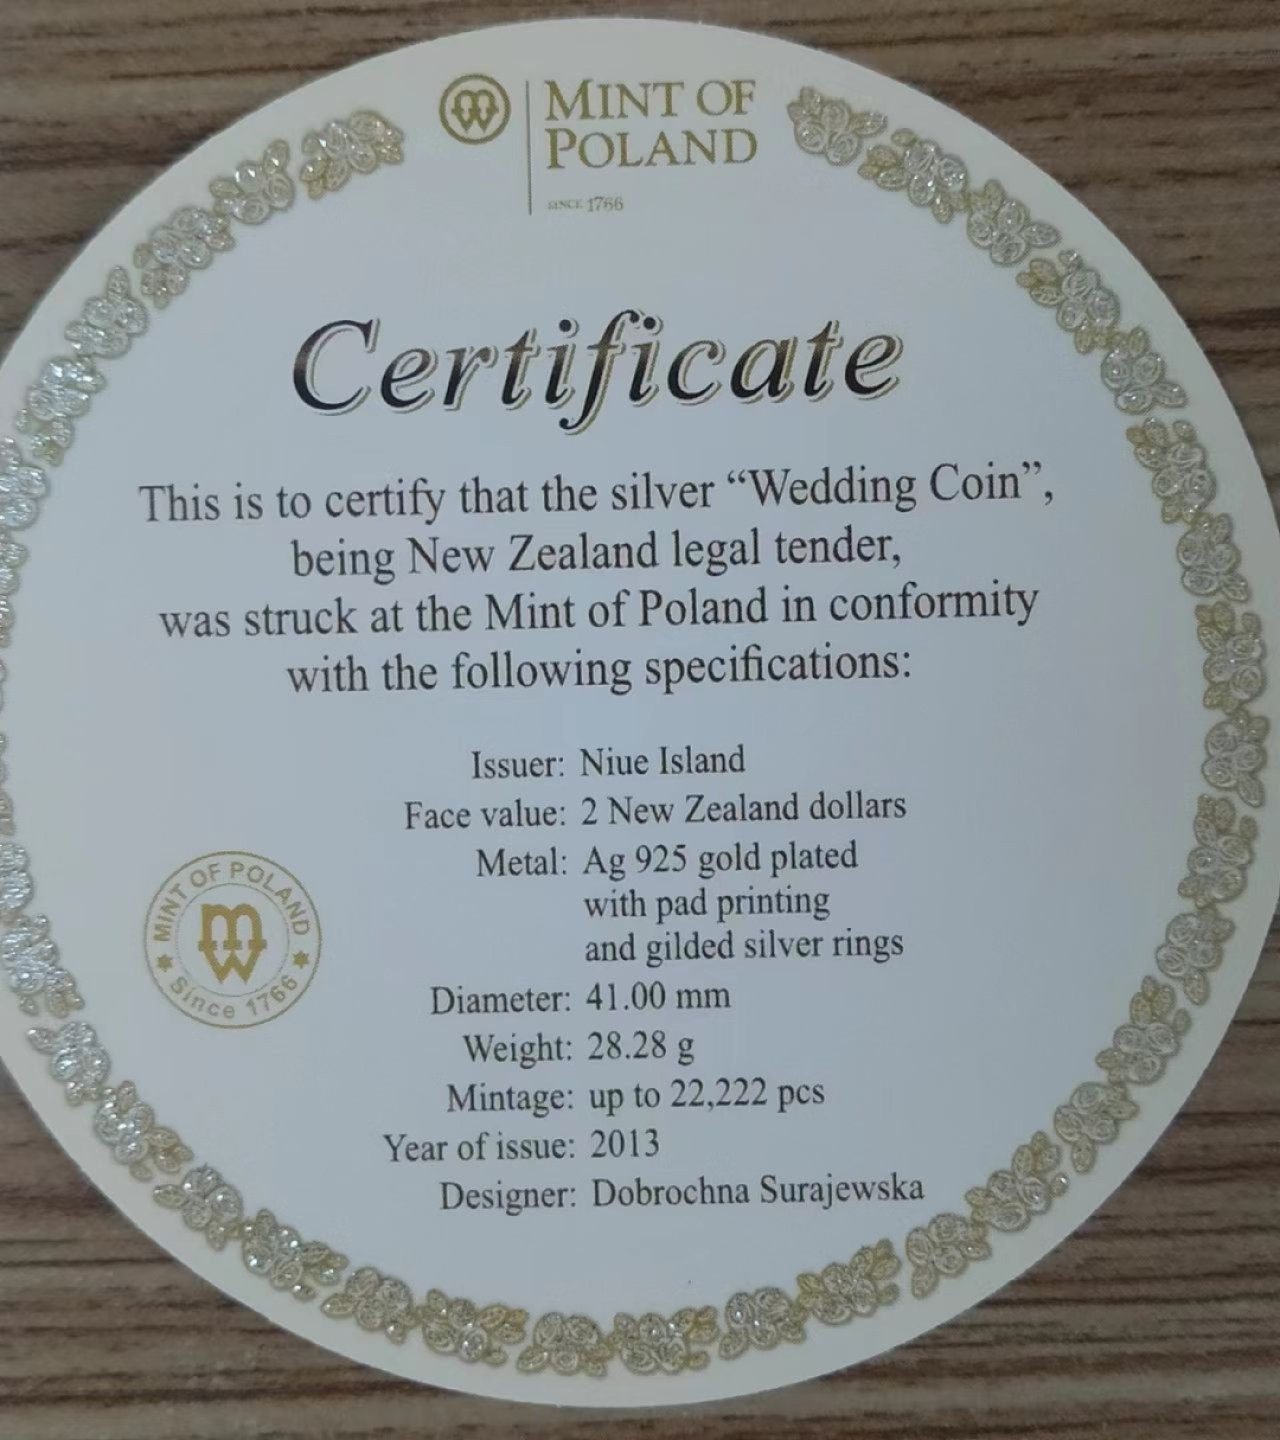 MINT OF
POLAND
SINCE 1766
Certificate
This is to certify that the silver “Wedding Coin”,
being New Zealand legal tender,
was struck at the Mint of Poland in conformity
with the following specifications:
Issuer: Niue Island
Face value: 2 New Zealand dollars
Metal: Ag 925 gold plated
with pad printing
and gilded silver rings
Diameter: 41.00 mm
Weight: 28.28 g
Mintage: up to 22,222 pcs
Year of issue: 2013
Designer: Dobrochna Surajewska
MINT OF POLAND
Since 1766